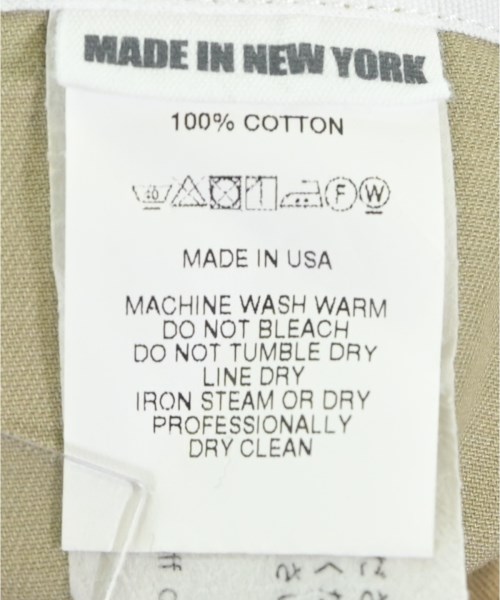 MADE IN NEW YORK
100% COTTON
40 F W
MADE IN USA
MACHINE WASH WARM
DO NOT BLEACH
DO NOT TUMBLE DRY
LINE DRY
IRON STEAM OR DRY
PROFESSIONALLY
DRY CLEAN